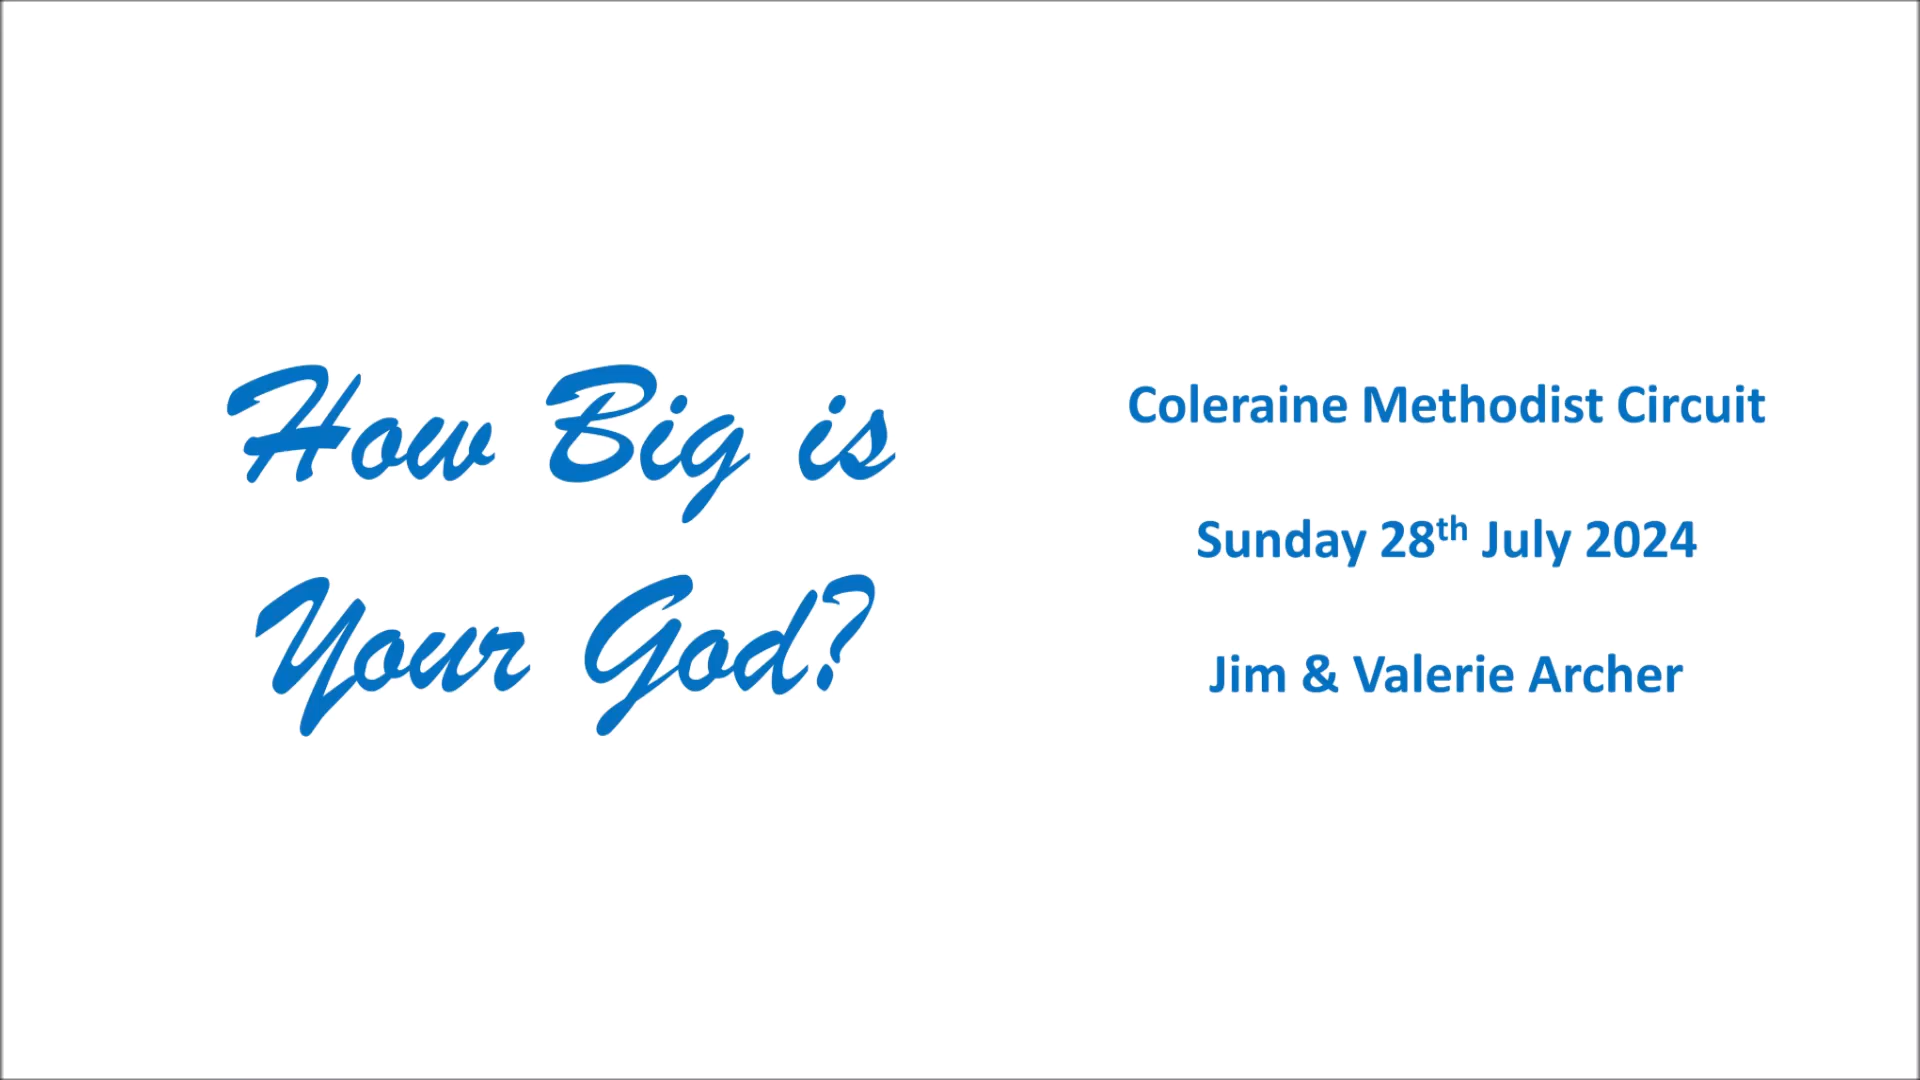 How Big is
Your God?
Coleraine Methodist Circuit
Sunday 28th July 2024
Jim & Valerie Archer